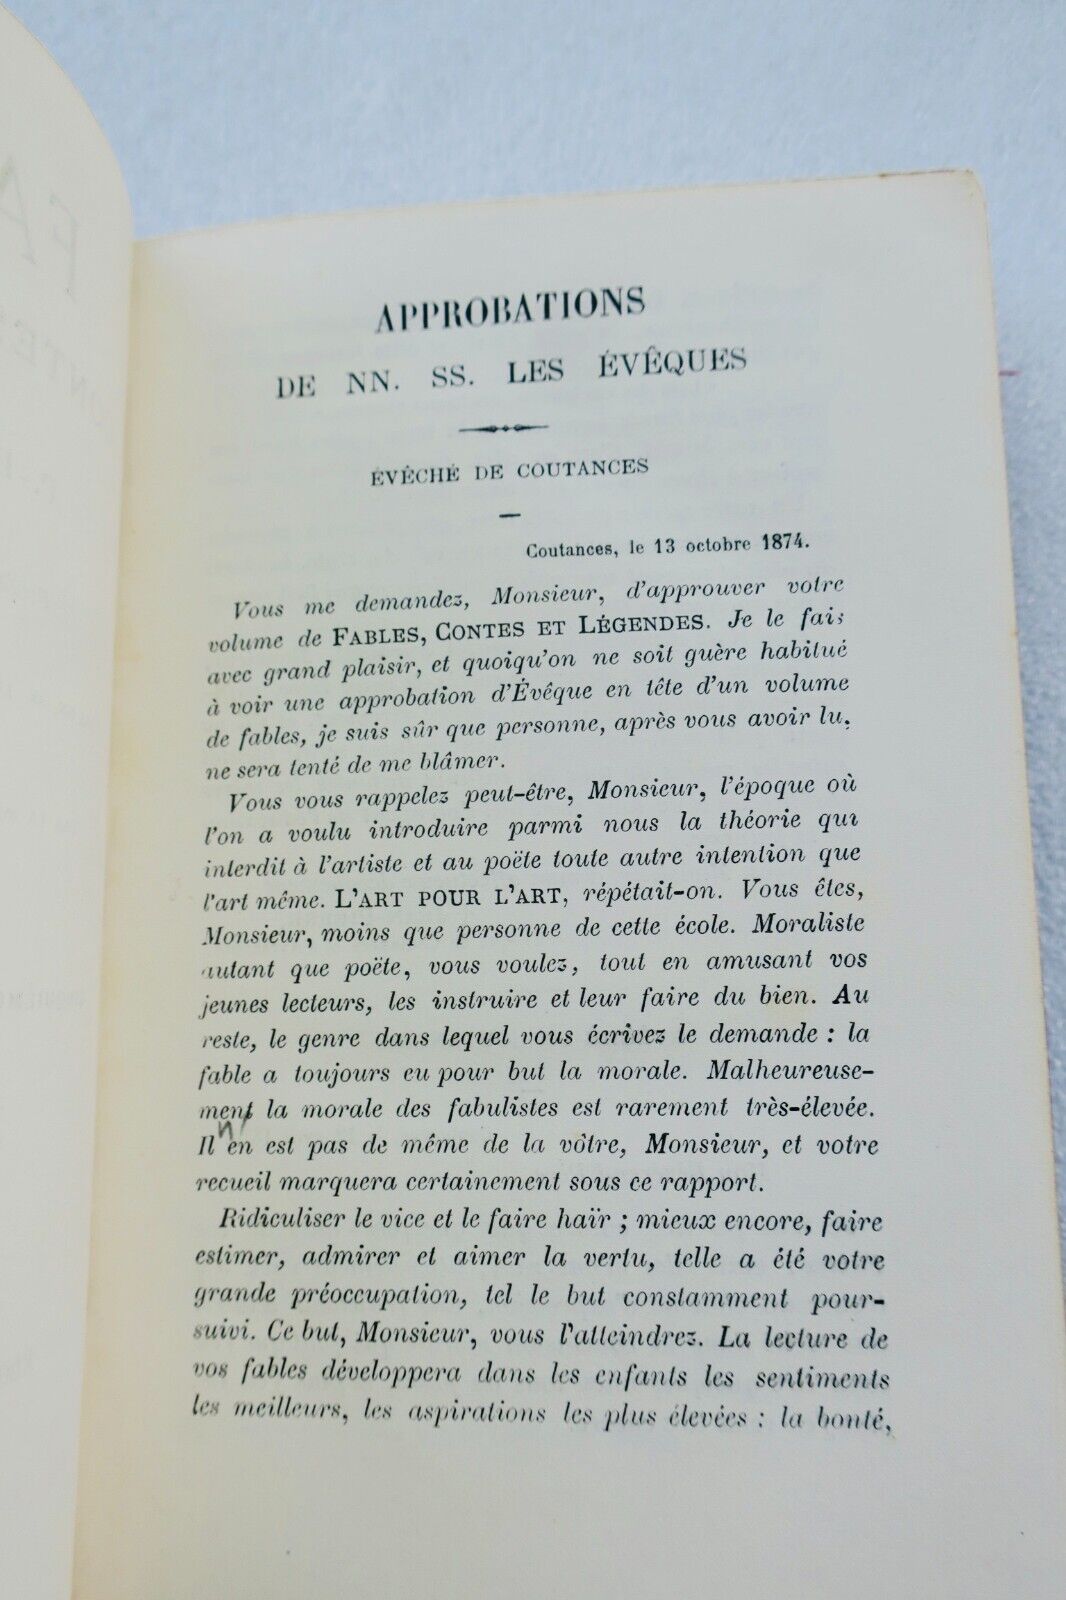 APPROBATIONS
DE NN. SS. LES ÉVÊQUES
ÉVÊCHÉ DE COUTANCES
Coutances, le 13 octobre 1874.
Vous me demandez, Monsieur, d'approuver votre
volume de FABLES, CONTES ET LÉGENDES. Je le fais
avec grand plaisir, et quoiqu'on ne soit guère habitué
à voir une approbation d'Évêque en tête d'un volume
de fables, je suis sûr que personne, après vous avoir lu,
ne sera tenté de me blâmer.
Vous vous rappelez peut-être, Monsieur, l'époque où
l'on a voulu introduire parmi nous la théorie qui
interdit à l'artiste et au poëte toute autre intention que
l'art même. L'ART POUR L'ART, répétait-on. Vous êtes,
Monsieur, moins que personne de cette école. Moraliste
autant que poëte, vous voulez, tout en amusant vos
jeunes lecteurs, les instruire et leur faire du bien. Au
reste, le genre dans lequel vous écrivez le demande : la
fable a toujours eu pour but la morale. Malheureuse-
ment la morale des fabulistes est rarement très-élevée.
Il n'en est pas de même de la vôtre, Monsieur, et votre
recueil marquera certainement sous ce rapport.
Ridiculiser le vice et le faire haïr ; mieux encore, faire
estimer, admirer et aimer la vertu, telle a été votre
grande préoccupation, tel le but constamment pour-
suivi. Ce but, Monsieur, vous l'atteindrez. La lecture de
vos fables développera dans les enfants les sentiments
les meilleurs, les aspirations les plus élevées : la bonté,